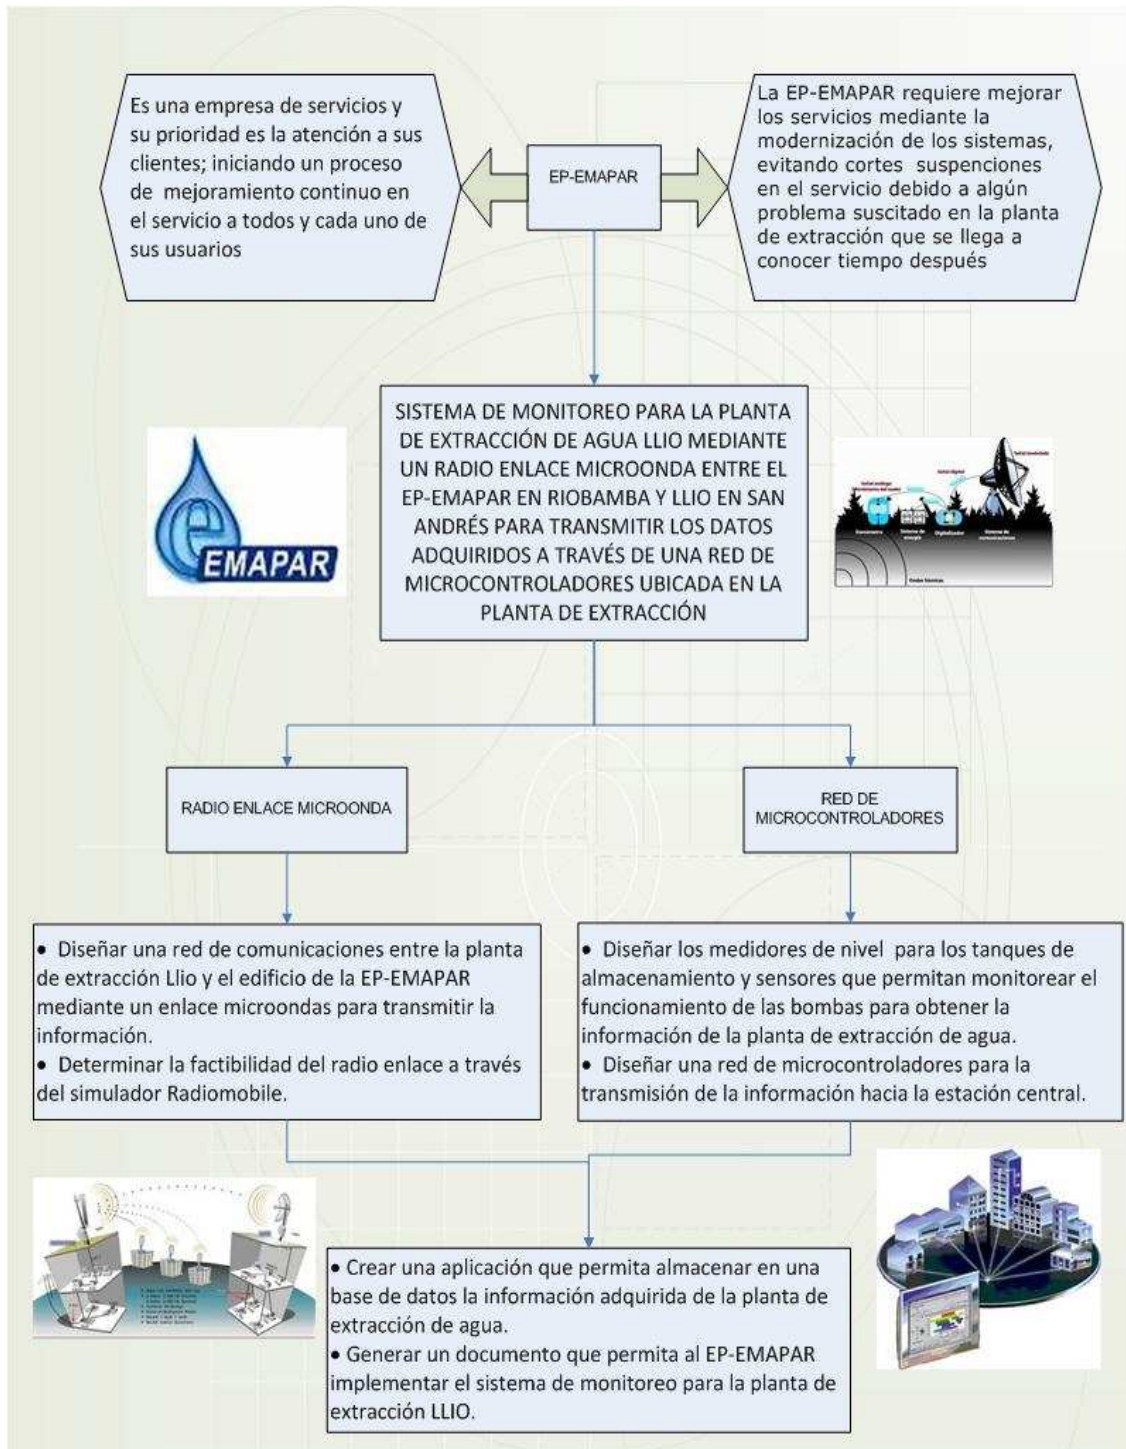 Es una empresa de servicios y
su prioridad es la atención a sus
clientes; iniciando un proceso
de mejoramiento continuo en
el servicio a todos y cada uno de
sus usuarios
EP-EMAPAR
La EP-EMAPAR requiere mejorar
los servicios mediante la
modernización de los sistemas,
evitando cortes suspenciones
en el servicio debido a algún
problema suscitado en la planta
de extracción que se llega a
conocer tiempo después
SISTEMA DE MONITOREO PARA LA PLANTA
DE EXTRACCIÓN DE AGUA LLIO MEDIANTE
UN RADIO ENLACE MICROONDA ENTRE EL
EP-EMAPAR EN RIOBAMBA Y LLIO EN SAN
ANDRÉS PARA TRANSMITIR LOS DATOS
ADQUIRIDOS A TRAVÉS DE UNA RED DE
MICROCONTROLADORES UBICADA EN LA
PLANTA DE EXTRACCIÓN
e
EMAPAR
RADIO ENLACE MICROONDA
RED DE
MICROCONTROLADORES
• Diseñar una red de comunicaciones entre la planta
de extracción Llio y el edificio de la EP-EMAPAR
mediante un enlace microondas para transmitir la
información.
• Determinar la factibilidad del radio enlace a través
del simulador Radiomobile.
• Diseñar los medidores de nivel para los tanques de
almacenamiento y sensores que permitan monitorear el
funcionamiento de las bombas para obtener la
información de la planta de extracción de agua.
• Diseñar una red de microcontroladores para la
transmisión de la información hacia la estación central.
• Crear una aplicación que permita almacenar en una
base de datos la información adquirida de la planta de
extracción de agua.
• Generar un documento que permita al EP-EMAPAR
implementar el sistema de monitoreo para la planta de
extracción LLIO.